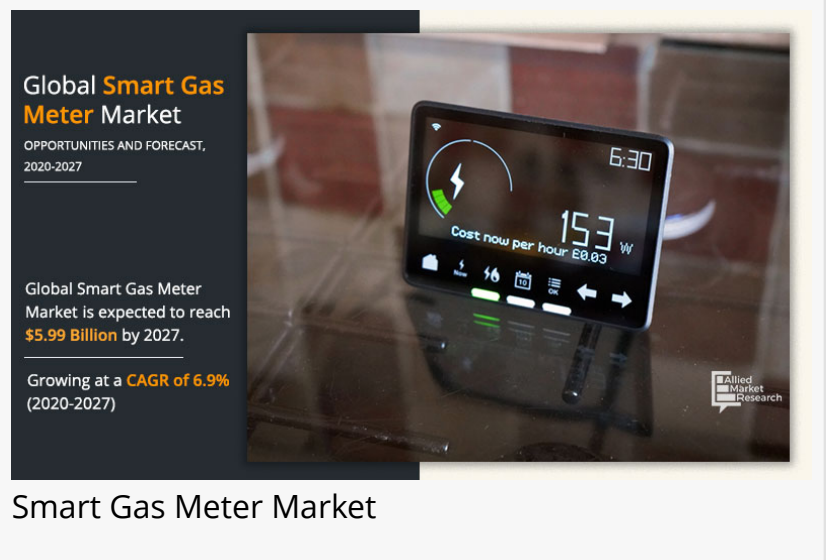 Global Smart Gas
Meter Market
OPPORTUNITIES AND FORECAST,
2020-2027
Global Smart Gas Meter
Market is expected to reach
$5.99 Billion by 2027.
Growing at a CAGR of 6.9%
(2020-2027)
6:30
153 W
Cost now per hour £0.03
Now
10
OK
Allied
Market
Research
Smart Gas Meter Market